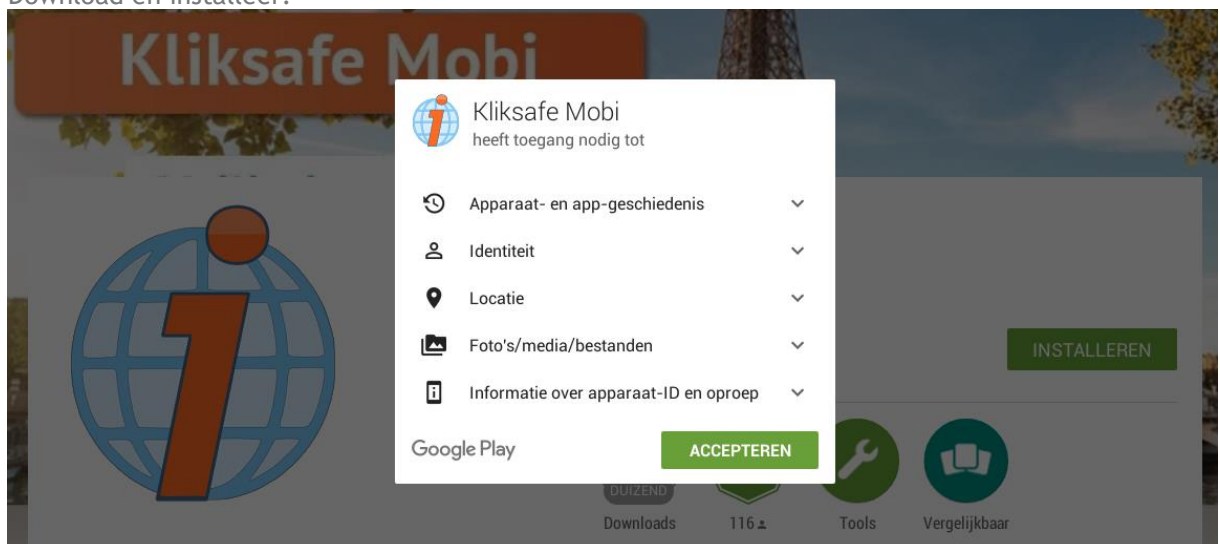 Download en installeer:
Kliksafe Mobi
Kliksafe Mobi
heeft toegang nodig tot
Apparaat- en app-geschiedenis
Identiteit
Locatie
Foto's/media/bestanden
Informatie over apparaat-ID en oproep
INSTALLEREN
Google Play
ACCEPTEREN
DUIZEND
Downloads
116
Tools
Vergelijkbaar